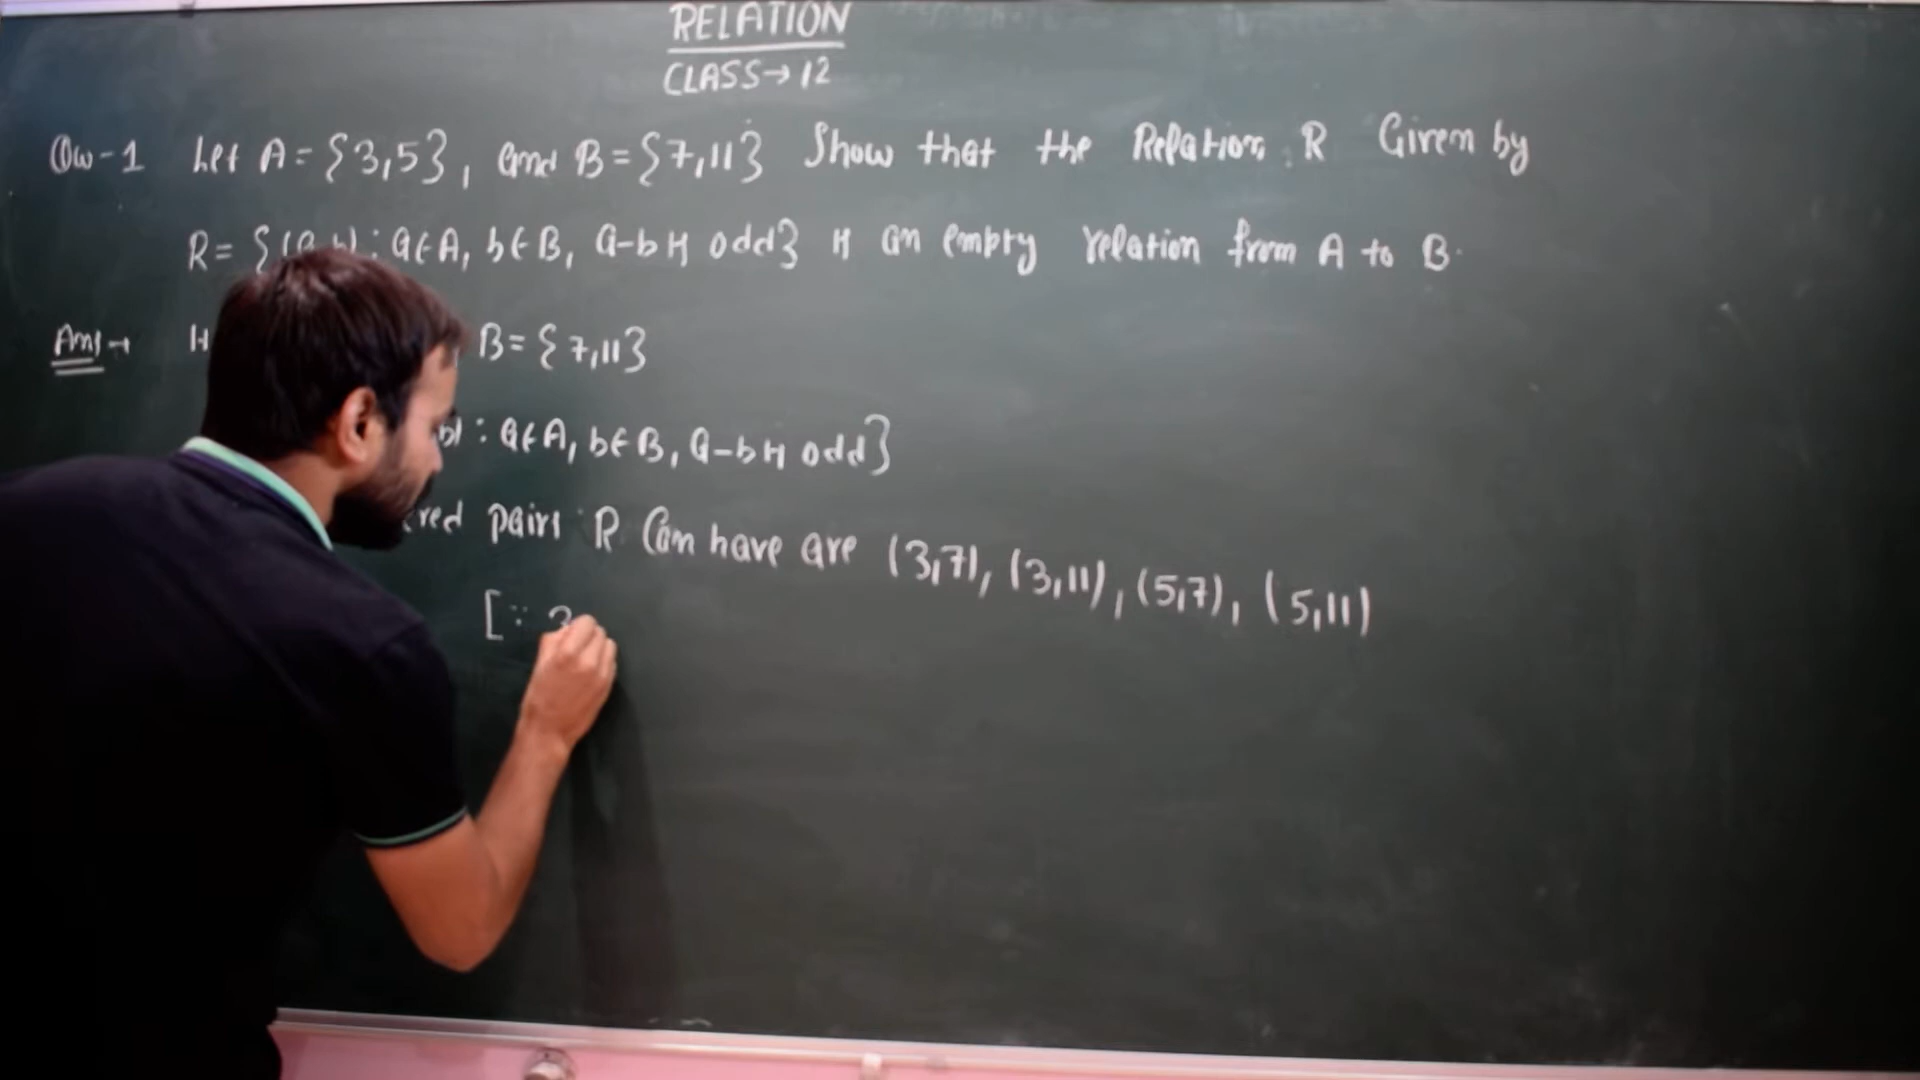 RELATION
CLASS→12
Qu-1 Let A={3,5}, and B={7,11} Show that the Relation R Given by
R={(a,b): a∈A, b∈B, a-b is odd} is an empty relation from A to B.
Ans→ B={7,11}
b): a∈A, b∈B, a-b is odd}
red pairs R Can have are (3,7), (3,11), (5,7), (5,11)
[∵ 3